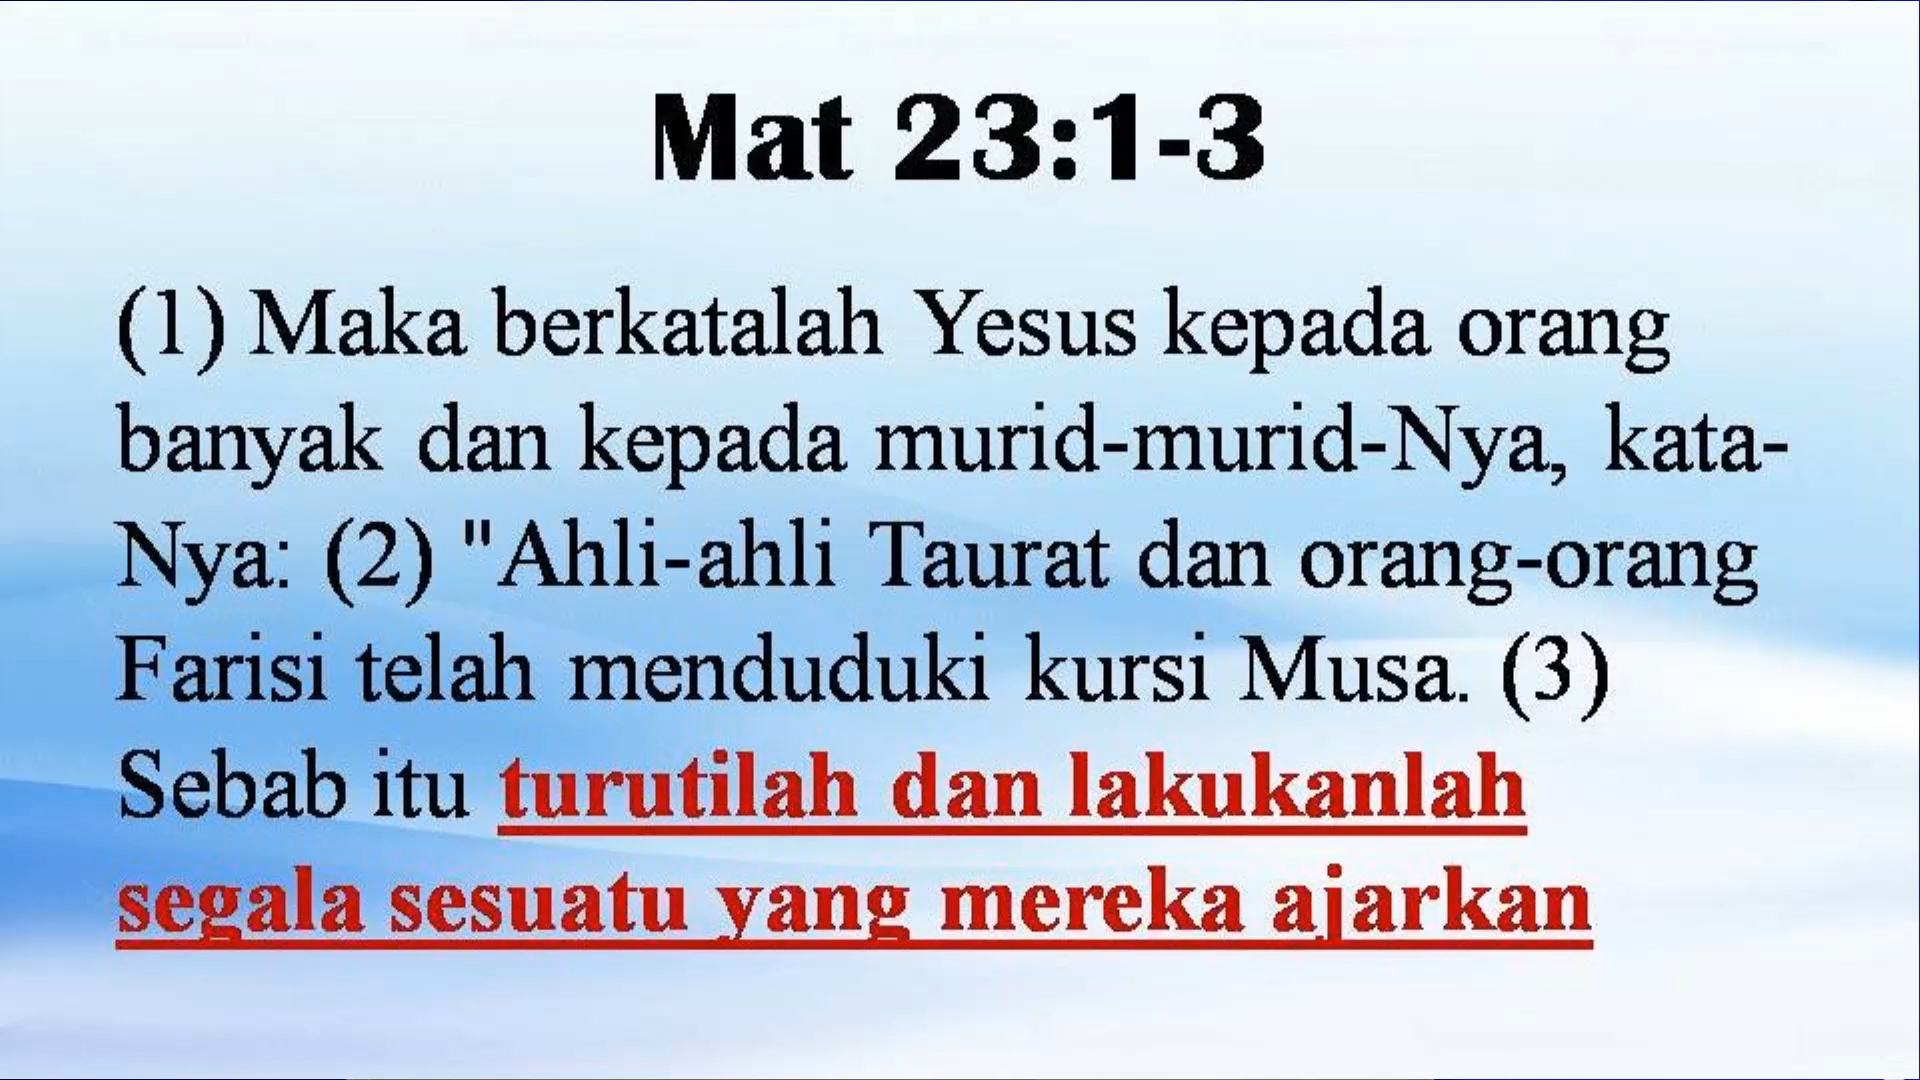 Mat 23:1-3
(1) Maka berkatalah Yesus kepada orang
banyak dan kepada murid-murid-Nya, kata-
Nya: (2) "Ahli-ahli Taurat dan orang-orang
Farisi telah menduduki kursi Musa. (3)
Sebab itu turutilah dan lakukanlah
segala sesuatu yang mereka ajarkan